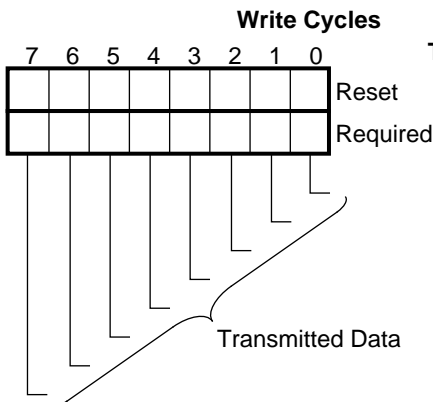 Write Cycles
7 6 5 4 3 2 1 0
Reset
Required
Transmitted Data